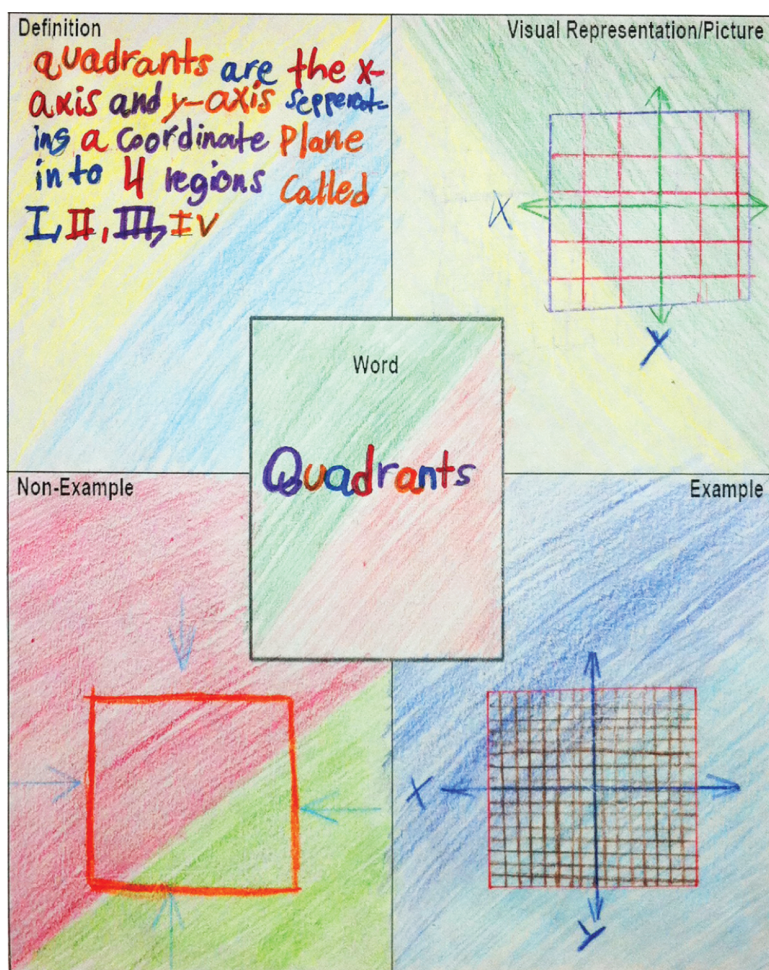 Definition
quadrants are the x-
axis and y-axis sepperat-
ing a coordinate Plane
into 4 regions Called
I, II, III, IV
Visual Representation/Picture
X
Y
Word
Quadrants
Non-Example
Example
X
y